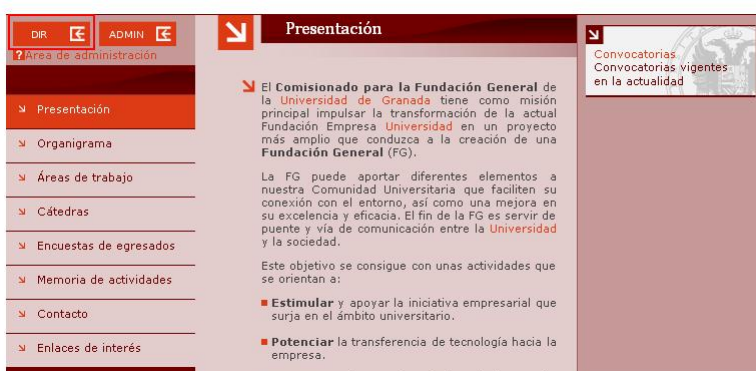 DIR
ADMIN
?Área de administración
Presentación
Organigrama
Áreas de trabajo
Cátedras
Encuestas de egresados
Memoria de actividades
Contacto
Enlaces de interés
Presentación
El Comisionado para la Fundación General de
la Universidad de Granada tiene como misión
principal impulsar la transformación de la actual
Fundación Empresa Universidad en un proyecto
más amplio que conduzca a la creación de una
Fundación General (FG).
La FG puede aportar diferentes elementos a
nuestra Comunidad Universitaria que faciliten su
conexión con el entorno, así como una mejora en
su excelencia y eficacia. El fin de la FG es servir de
puente y vía de comunicación entre la Universidad
y la sociedad.
Este objetivo se consigue con unas actividades que
se orientan a:
Estimular y apoyar la iniciativa empresarial que
surja en el ámbito universitario.
Potenciar la transferencia de tecnología hacia la
empresa.
Convocatorias
Convocatorias vigentes
en la actualidad